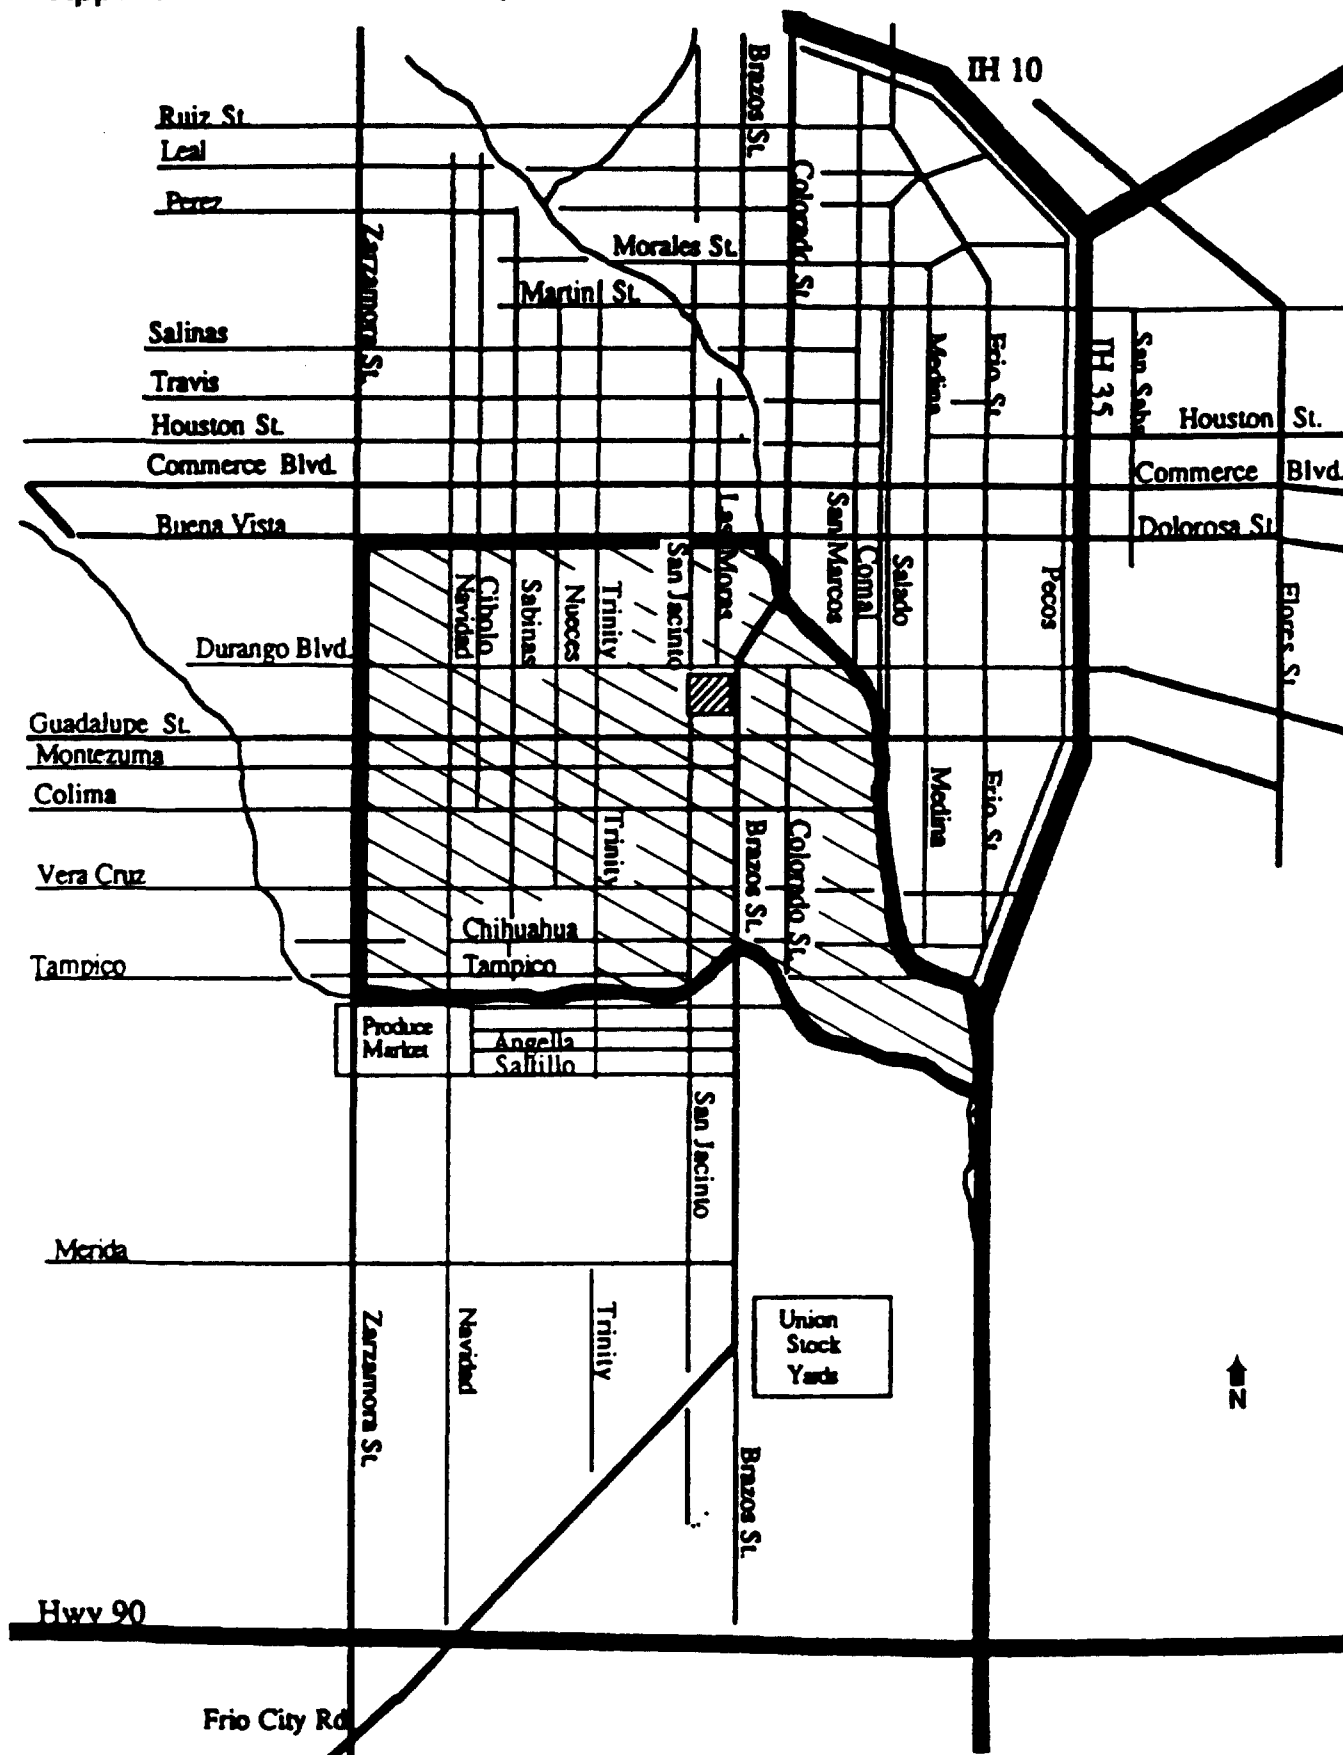 IH 10
Brazos St.
Ruiz St.
Leal
Perez
Colorado St.
Zarzamora St.
Morales St.
Martin St.
Salinas
Travis
Houston St.
Commerce Blvd.
Buena Vista
Medina
Frio St.
IH 35
San Saba
Houston St.
Commerce Blvd.
Dolorosa St.
Las Moras
San Marcos
Comal
Salado
Pecos
Flores St.
Navidad
Cibolo
Sabinas
Nueces
Trinity
San Jacinto
Durango Blvd.
Guadalupe St.
Montezuma
Colima
Vera Cruz
Tampico
Trinity
Brazos St.
Colorado St.
Medina
Frio St.
Chihuahua
Tampico
Produce
Market
Angella
Saltillo
San Jacinto
Merida
Zarzamora St.
Navidad
Trinity
Union
Stock
Yards
N
Brazos St.
Hwy 90
Frio City Rd